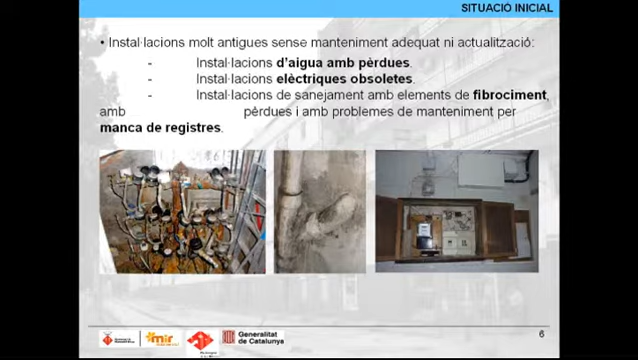 SITUACIÓ INICIAL
• Instal·lacions molt antigues sense manteniment adequat ni actualització:
- Instal·lacions d'aigua amb pèrdues.
- Instal·lacions elèctriques obsoletes.
- Instal·lacions de sanejament amb elements de fibrociment,
amb pèrdues i amb problemes de manteniment per
manca de registres.
mir
Generalitat
de Catalunya
6